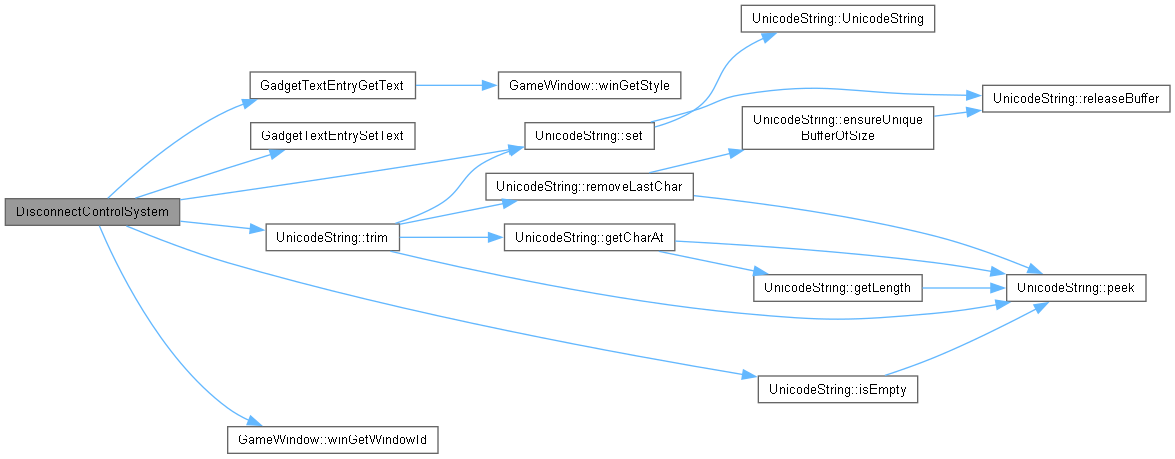 UnicodeString::UnicodeString
GadgetTextEntryGetText
GameWindow::winGetStyle
UnicodeString::releaseBuffer
UnicodeString::ensureUnique
BufferOfSize
GadgetTextEntrySetText
UnicodeString::set
UnicodeString::removeLastChar
DisconnectControlSystem
UnicodeString::trim
UnicodeString::getCharAt
UnicodeString::getLength
UnicodeString::peek
UnicodeString::isEmpty
GameWindow::winGetWindowId